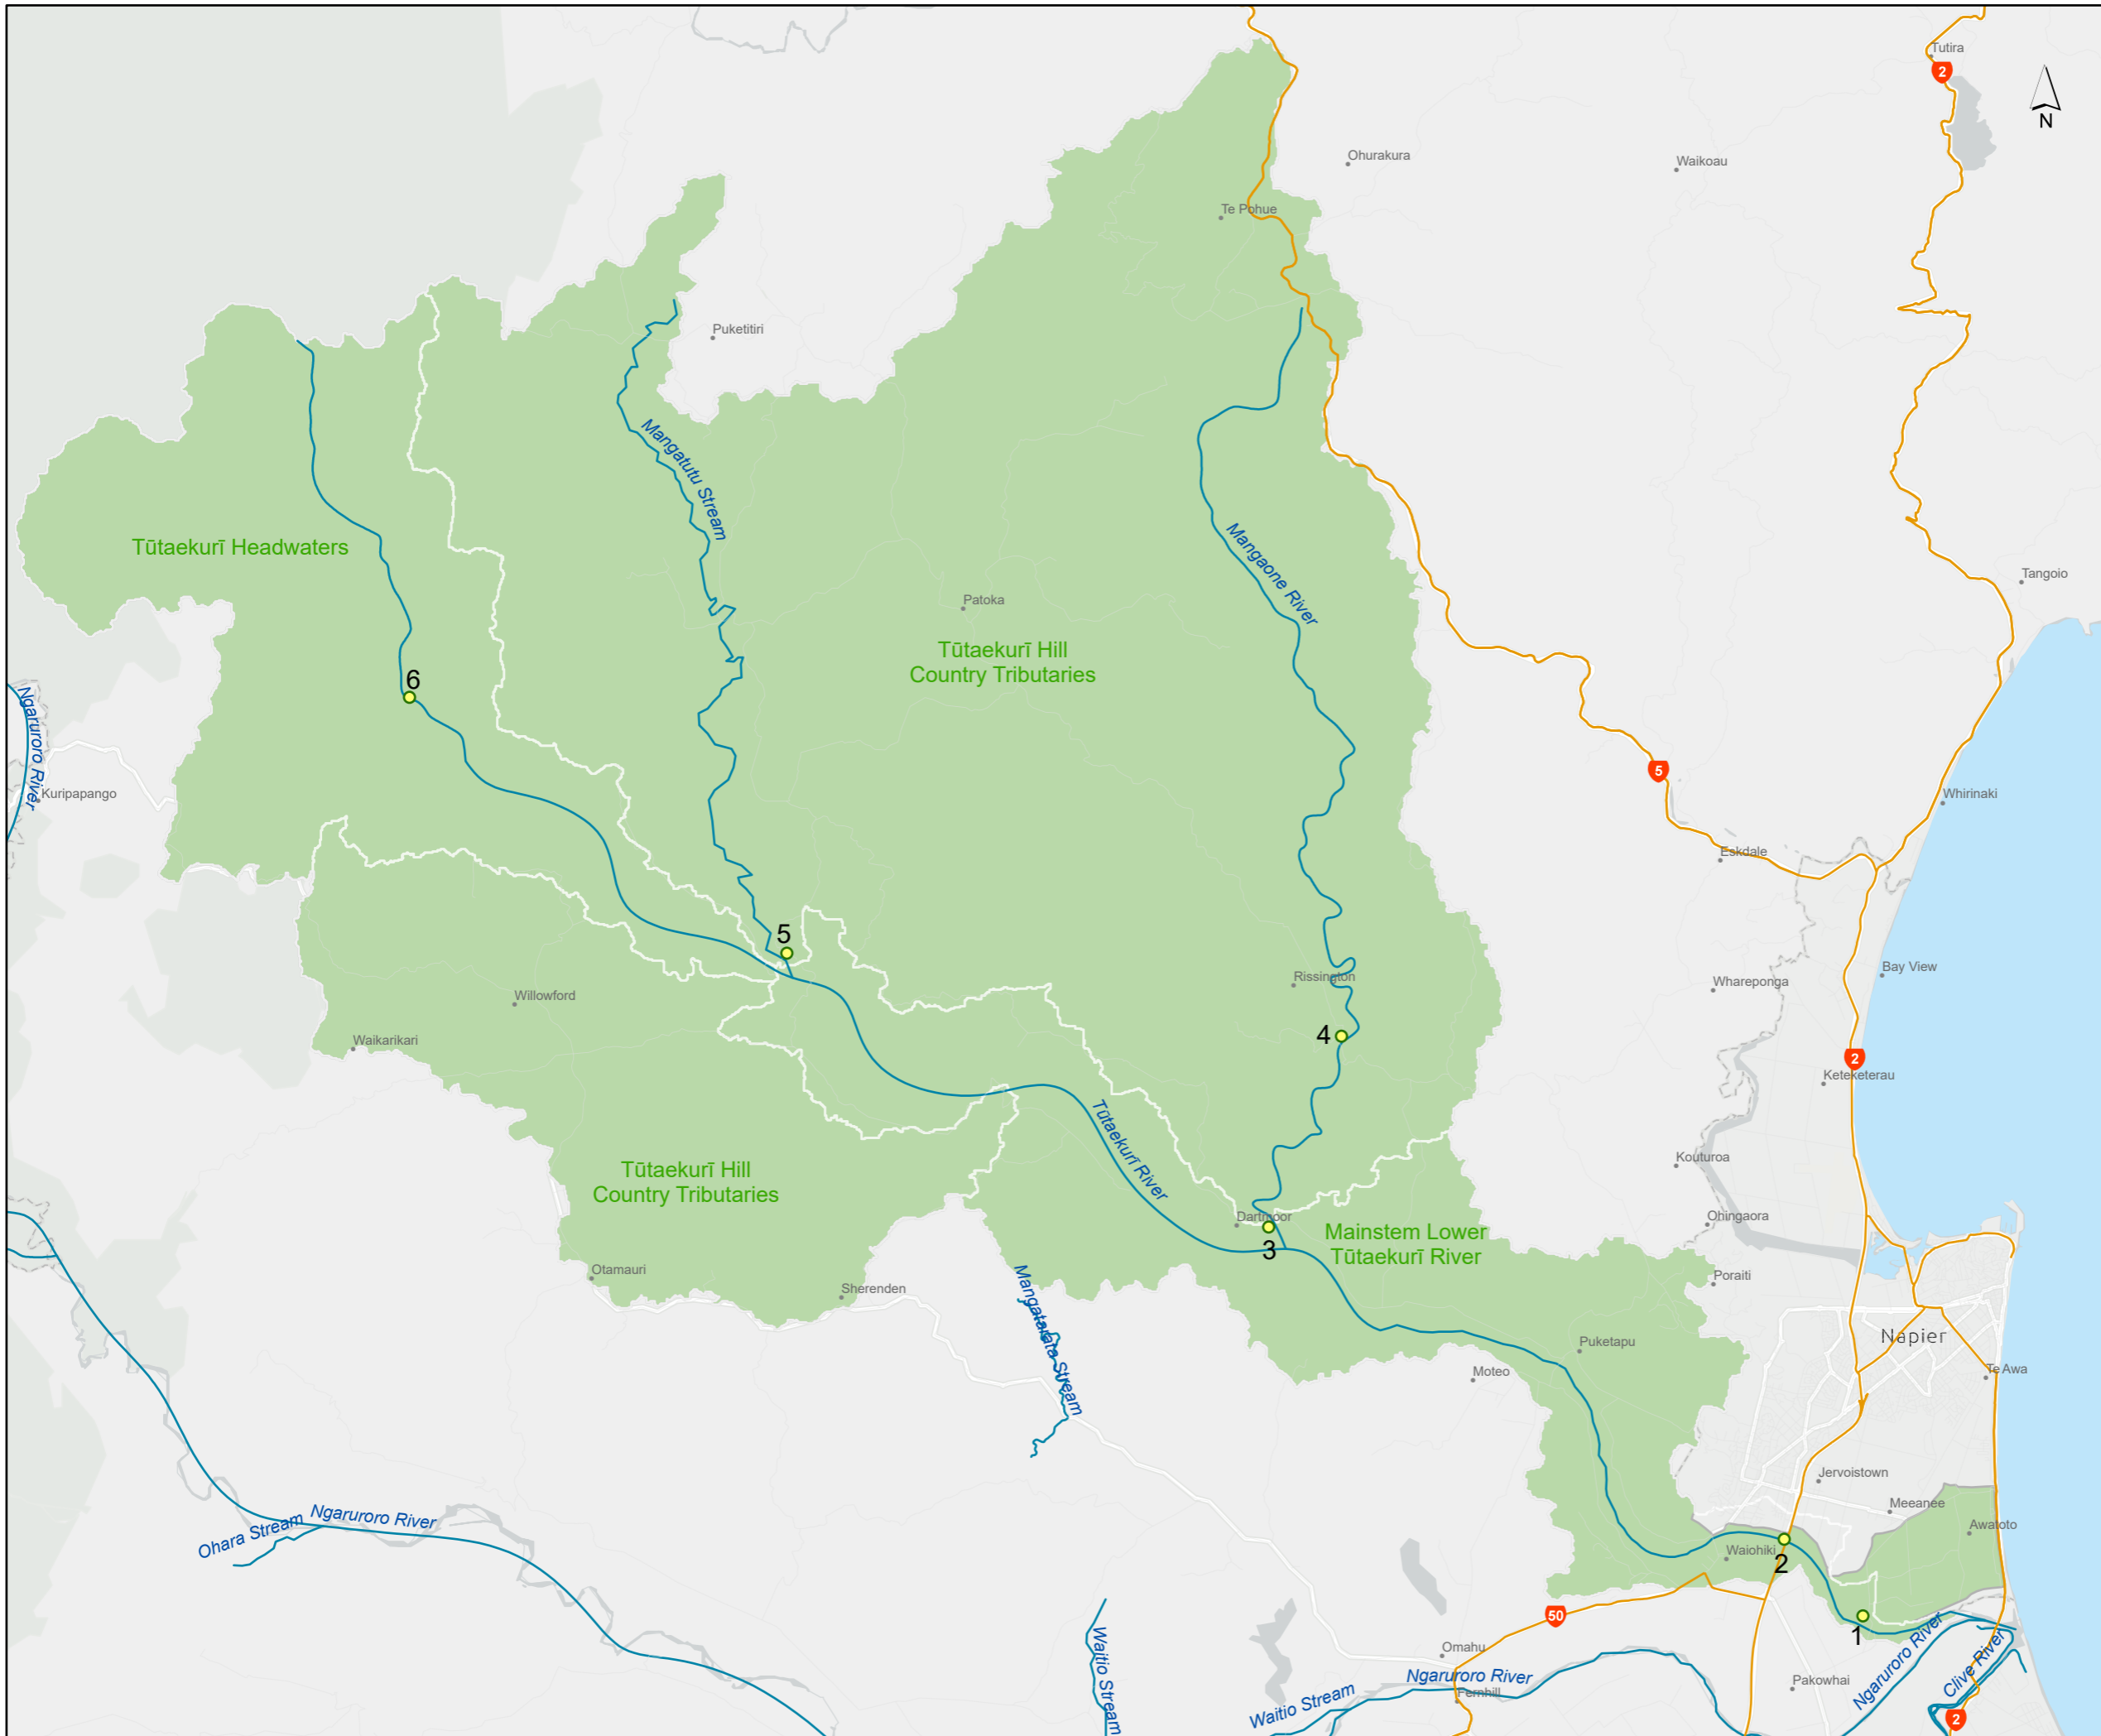 Tutira
2
N
Ohurakura
Waikoau
Te Pohue
Puketitiri
Mangatutu Stream
Tūtaekurī Headwaters
Mangaone River
Tangoio
Patoka
Tūtaekurī Hill
Country Tributaries
6
Ngaruroro River
Kuripapango
5
Whirinaki
Eskdale
5
Bay View
Rissington
Whareponga
Willowford
4
Waikarikari
2
Keteketerau
Tūtaekurī River
Kouturoa
Tūtaekurī Hill
Country Tributaries
Dartmoor
3
Mainstem Lower
Tūtaekurī River
Ohingaora
Otamauri
Sherenden
Mangatarata Stream
Poraiti
Napier
Puketapu
Moteo
Te Awa
Jervoistown
Meeanee
Ohara Stream
Ngaruroro River
Awatoto
Waiohiki
2
50
1
Waitio Stream
Omahu
Ngaruroro River
Fernhill
Waitio Stream
Pakowhai
Ngaruroro River
Clive River
2